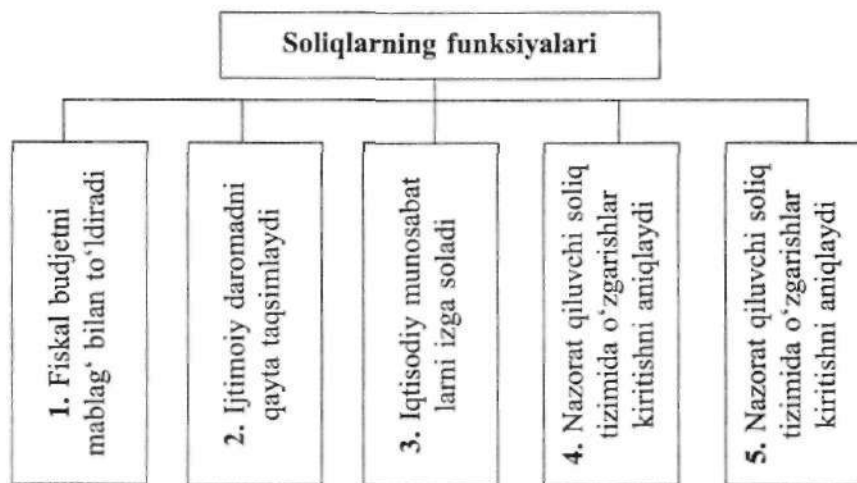 Soliqlarning funksiyalari
1. Fiskal budjetni
mablag‘ bilan to‘ldiradi
2. Ijtimoiy daromadni
qayta taqsimlaydi
3. Iqtisodiy munosabat
larni izga soladi
4. Nazorat qiluvchi soliq
tizimida o‘zgarishlar
kiritishni aniqlaydi
5. Nazorat qiluvchi soliq
tizimida o‘zgarishlar
kiritishni aniqlaydi